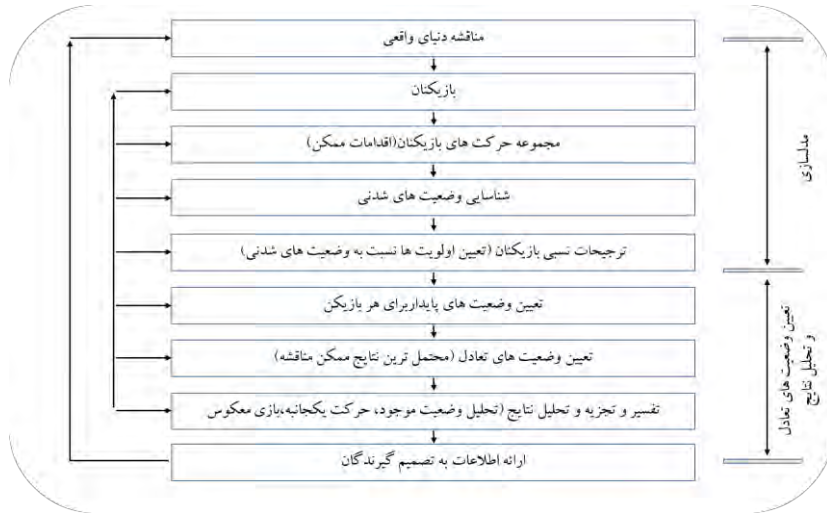 مناقشه دنیای واقعی
بازیکنان
مجموعه حرکت های بازیکنان(اقدامات ممکن)
شناسایی وضعیت های شدنی
ترجیحات نسبی بازیکنان (تعیین اولویت ها نسبت به وضعیت های شدنی)
تعیین وضعیت های پایداربرای هر بازیکن
تعیین وضعیت های تعادل (محتمل ترین نتایج ممکن مناقشه)
تفسیر و تجزیه و تحلیل نتایج (تحلیل وضعیت موجود، حرکت یکجانبه،بازی معکوس
ارائه اطلاعات به تصمیم گیرندگان
مدلسازی
تعیین وضعیت های تعادل
و تحلیل نتایج